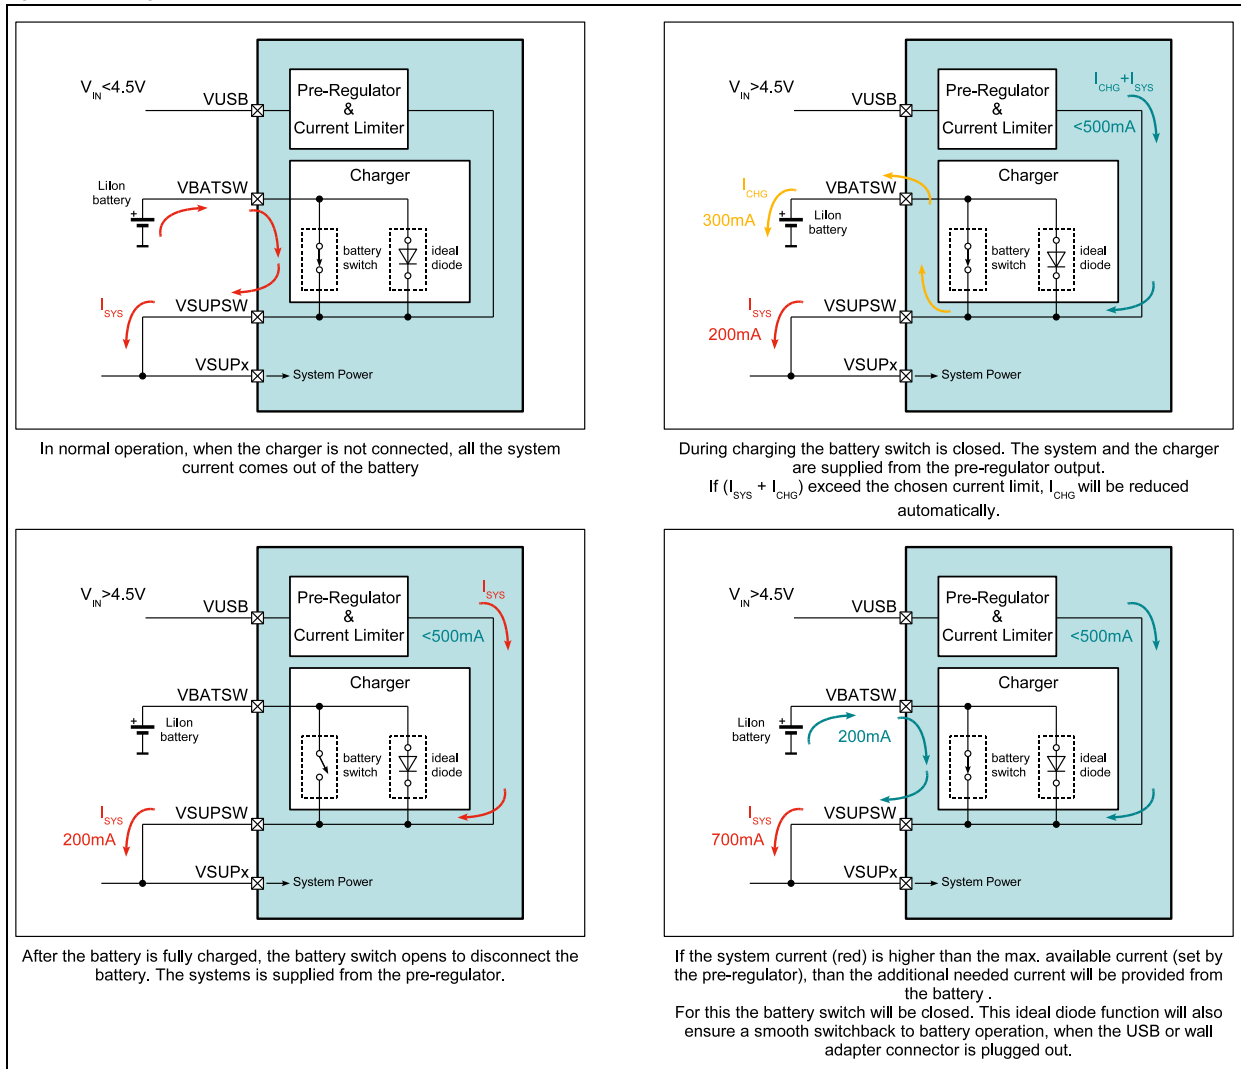 V_IN<4.5V
VUSB
Pre-Regulator
&
Current Limiter
Charger
LiIon
battery
+
VBATSW
battery
switch
ideal
diode
I_SYS
VSUPSW
VSUPx
System Power
In normal operation, when the charger is not connected, all the system
current comes out of the battery
V_IN>4.5V
VUSB
Pre-Regulator
&
Current Limiter
I_CHG+I_SYS
<500mA
Charger
VBATSW
I_CHG
300mA
+
LiIon
battery
battery
switch
ideal
diode
I_SYS
200mA
VSUPSW
VSUPx
System Power
During charging the battery switch is closed. The system and the charger
are supplied from the pre-regulator output.
If (I_SYS + I_CHG) exceed the chosen current limit, I_CHG will be reduced
automatically.
V_IN>4.5V
VUSB
Pre-Regulator
&
Current Limiter
I_SYS
<500mA
Charger
VBATSW
+
LiIon
battery
battery
switch
ideal
diode
I_SYS
200mA
VSUPSW
VSUPx
System Power
After the battery is fully charged, the battery switch opens to disconnect the
battery. The systems is supplied from the pre-regulator.
V_IN>4.5V
VUSB
Pre-Regulator
&
Current Limiter
<500mA
Charger
VBATSW
LiIon
battery
+
200mA
battery
switch
ideal
diode
I_SYS
700mA
VSUPSW
VSUPx
System Power
If the system current (red) is higher than the max. available current (set by
the pre-regulator), than the additional needed current will be provided from
the battery .
For this the battery switch will be closed. This ideal diode function will also
ensure a smooth switchback to battery operation, when the USB or wall
adapter connector is plugged out.